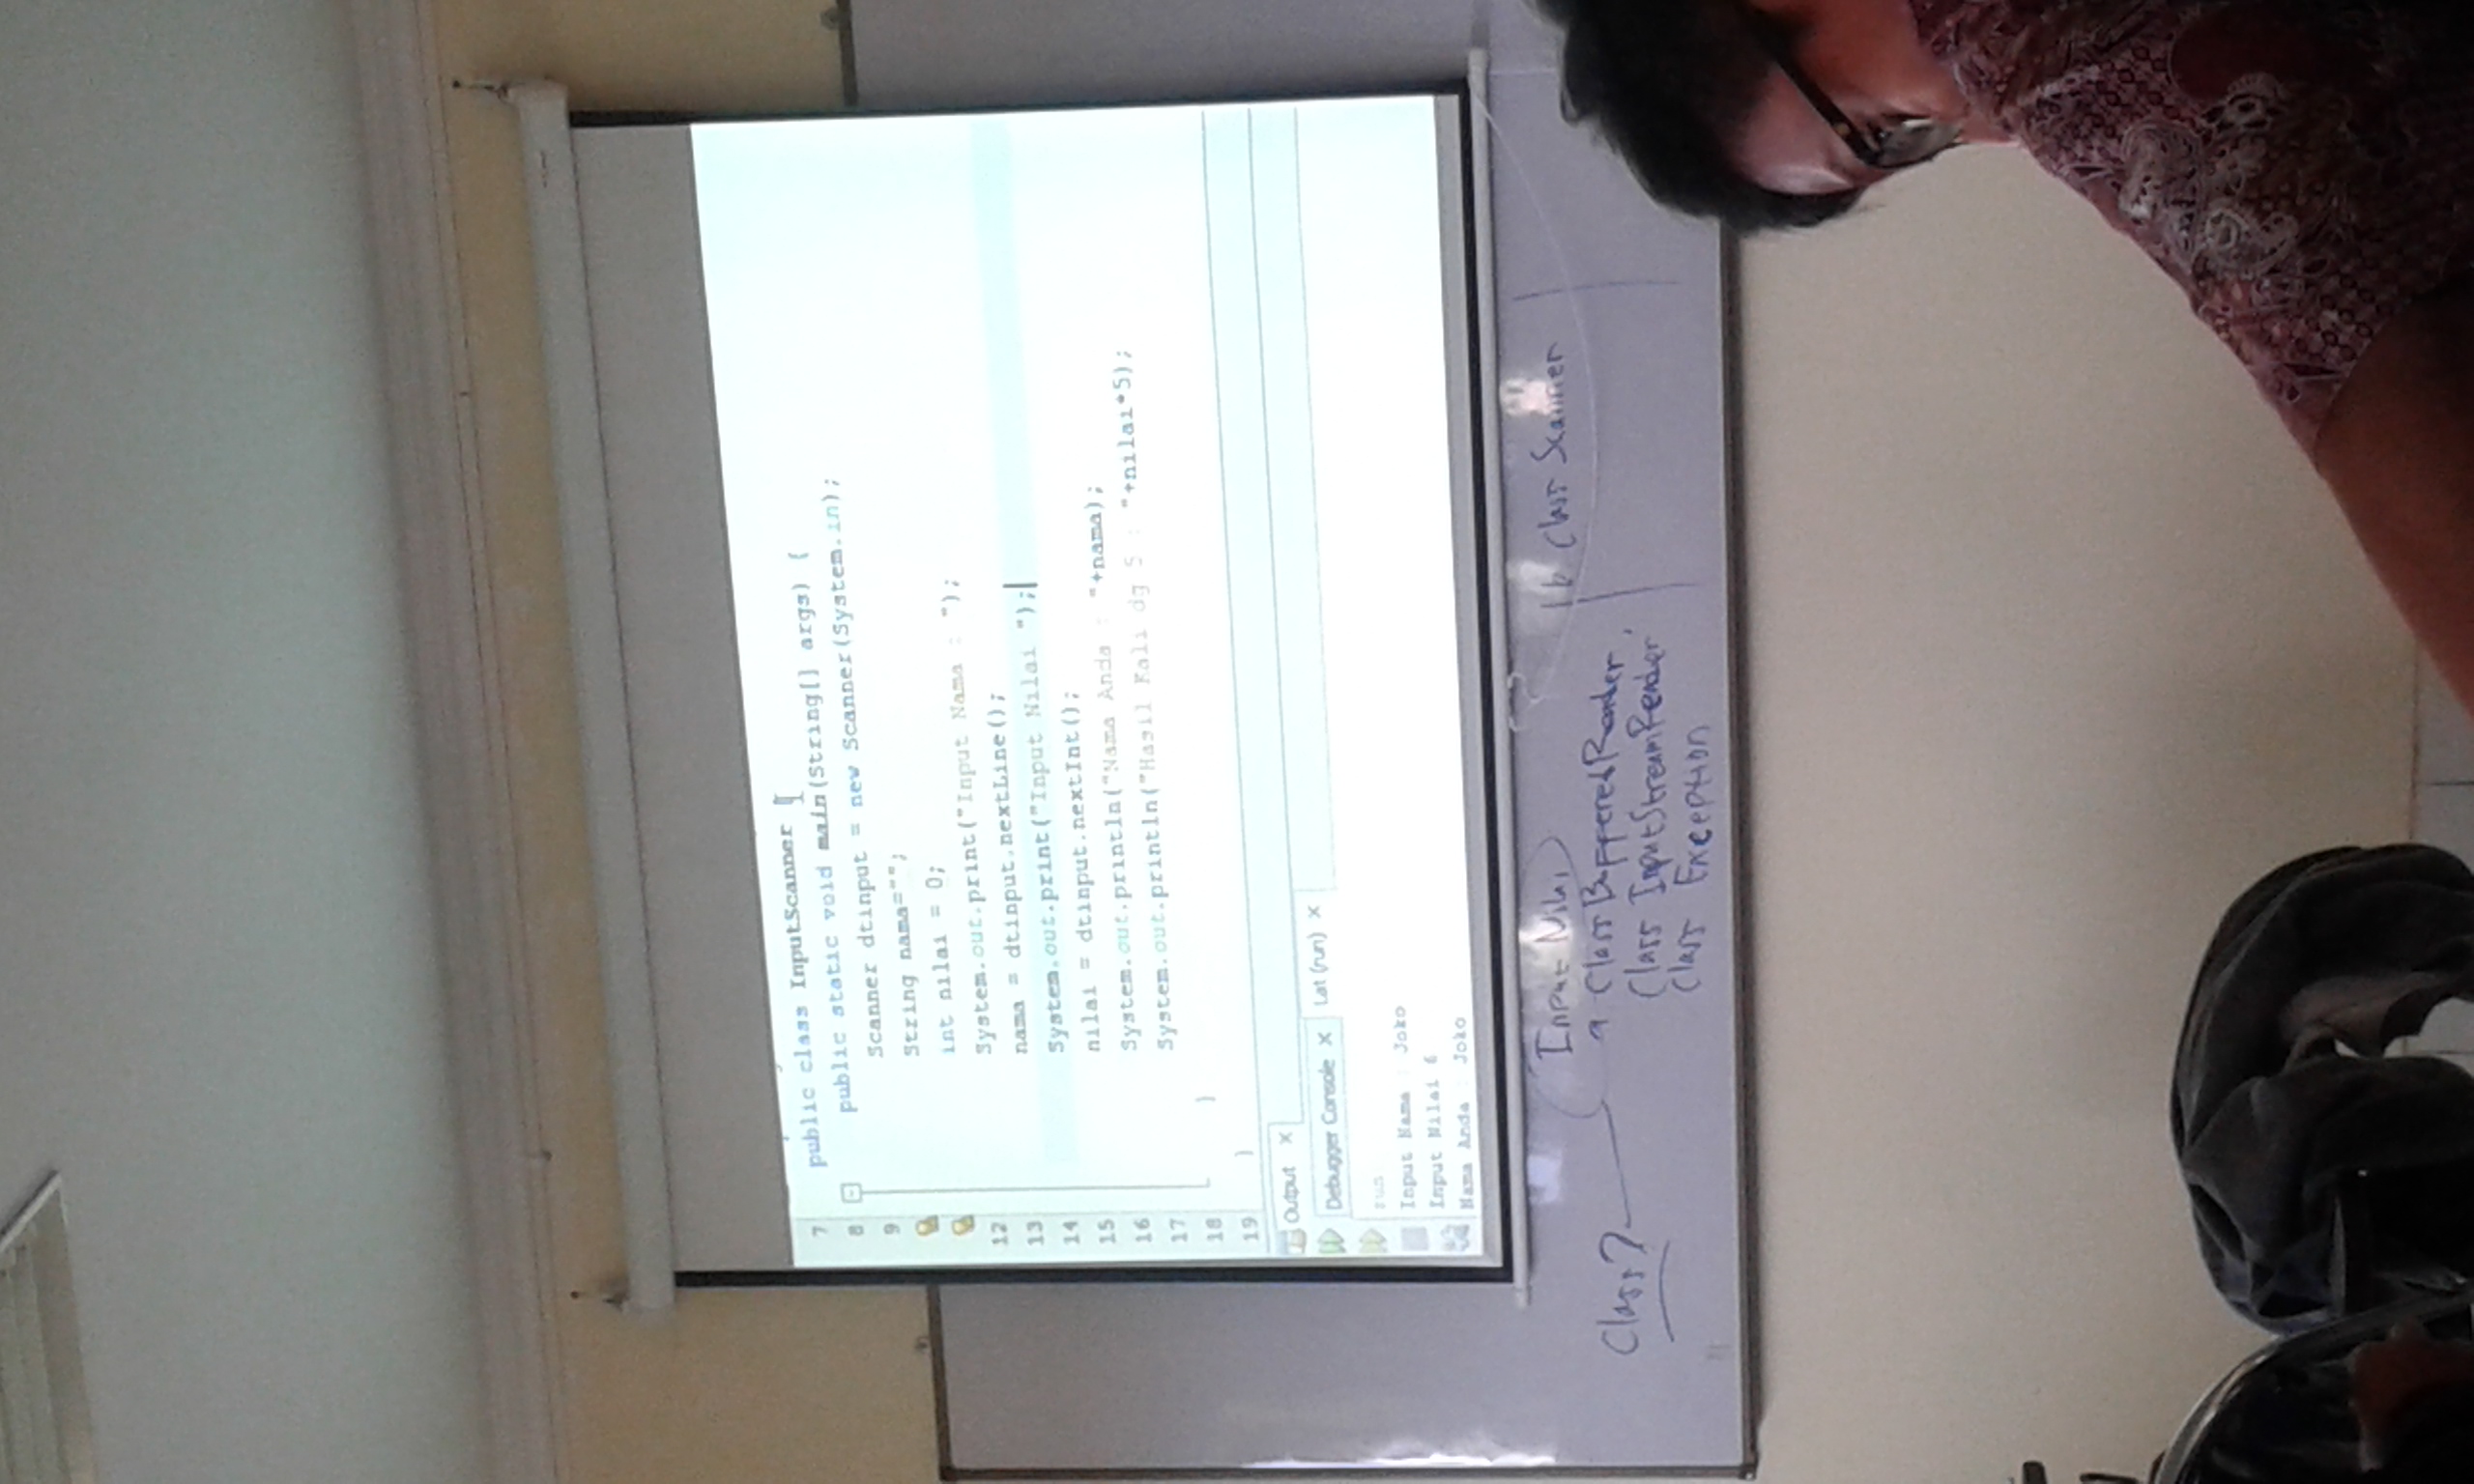 7 public class InputScanner {
8 public static void main(String[] args) {
9 Scanner dtinput = new Scanner(System.in);
String nama="";
int nilai = 0;
12 System.out.print("Input Nama : ");
13 nama = dtinput.nextLine();
14 System.out.print("Input Nilai ");
15 nilai = dtinput.nextInt();
16 System.out.println("Nama Anda : "+nama);
17 System.out.println("Hasil Kali dg 5 : "+nilai*5);
18 }
19 }
Output x
Debugger Console x Lat (run) x
run:
Input Nama : Joko
Input Nilai 6
Nama Anda : Joko
Class?
Input Nilai
a Class BufferedReader
Class InputStreamReader
Class Exception
b Class Scanner